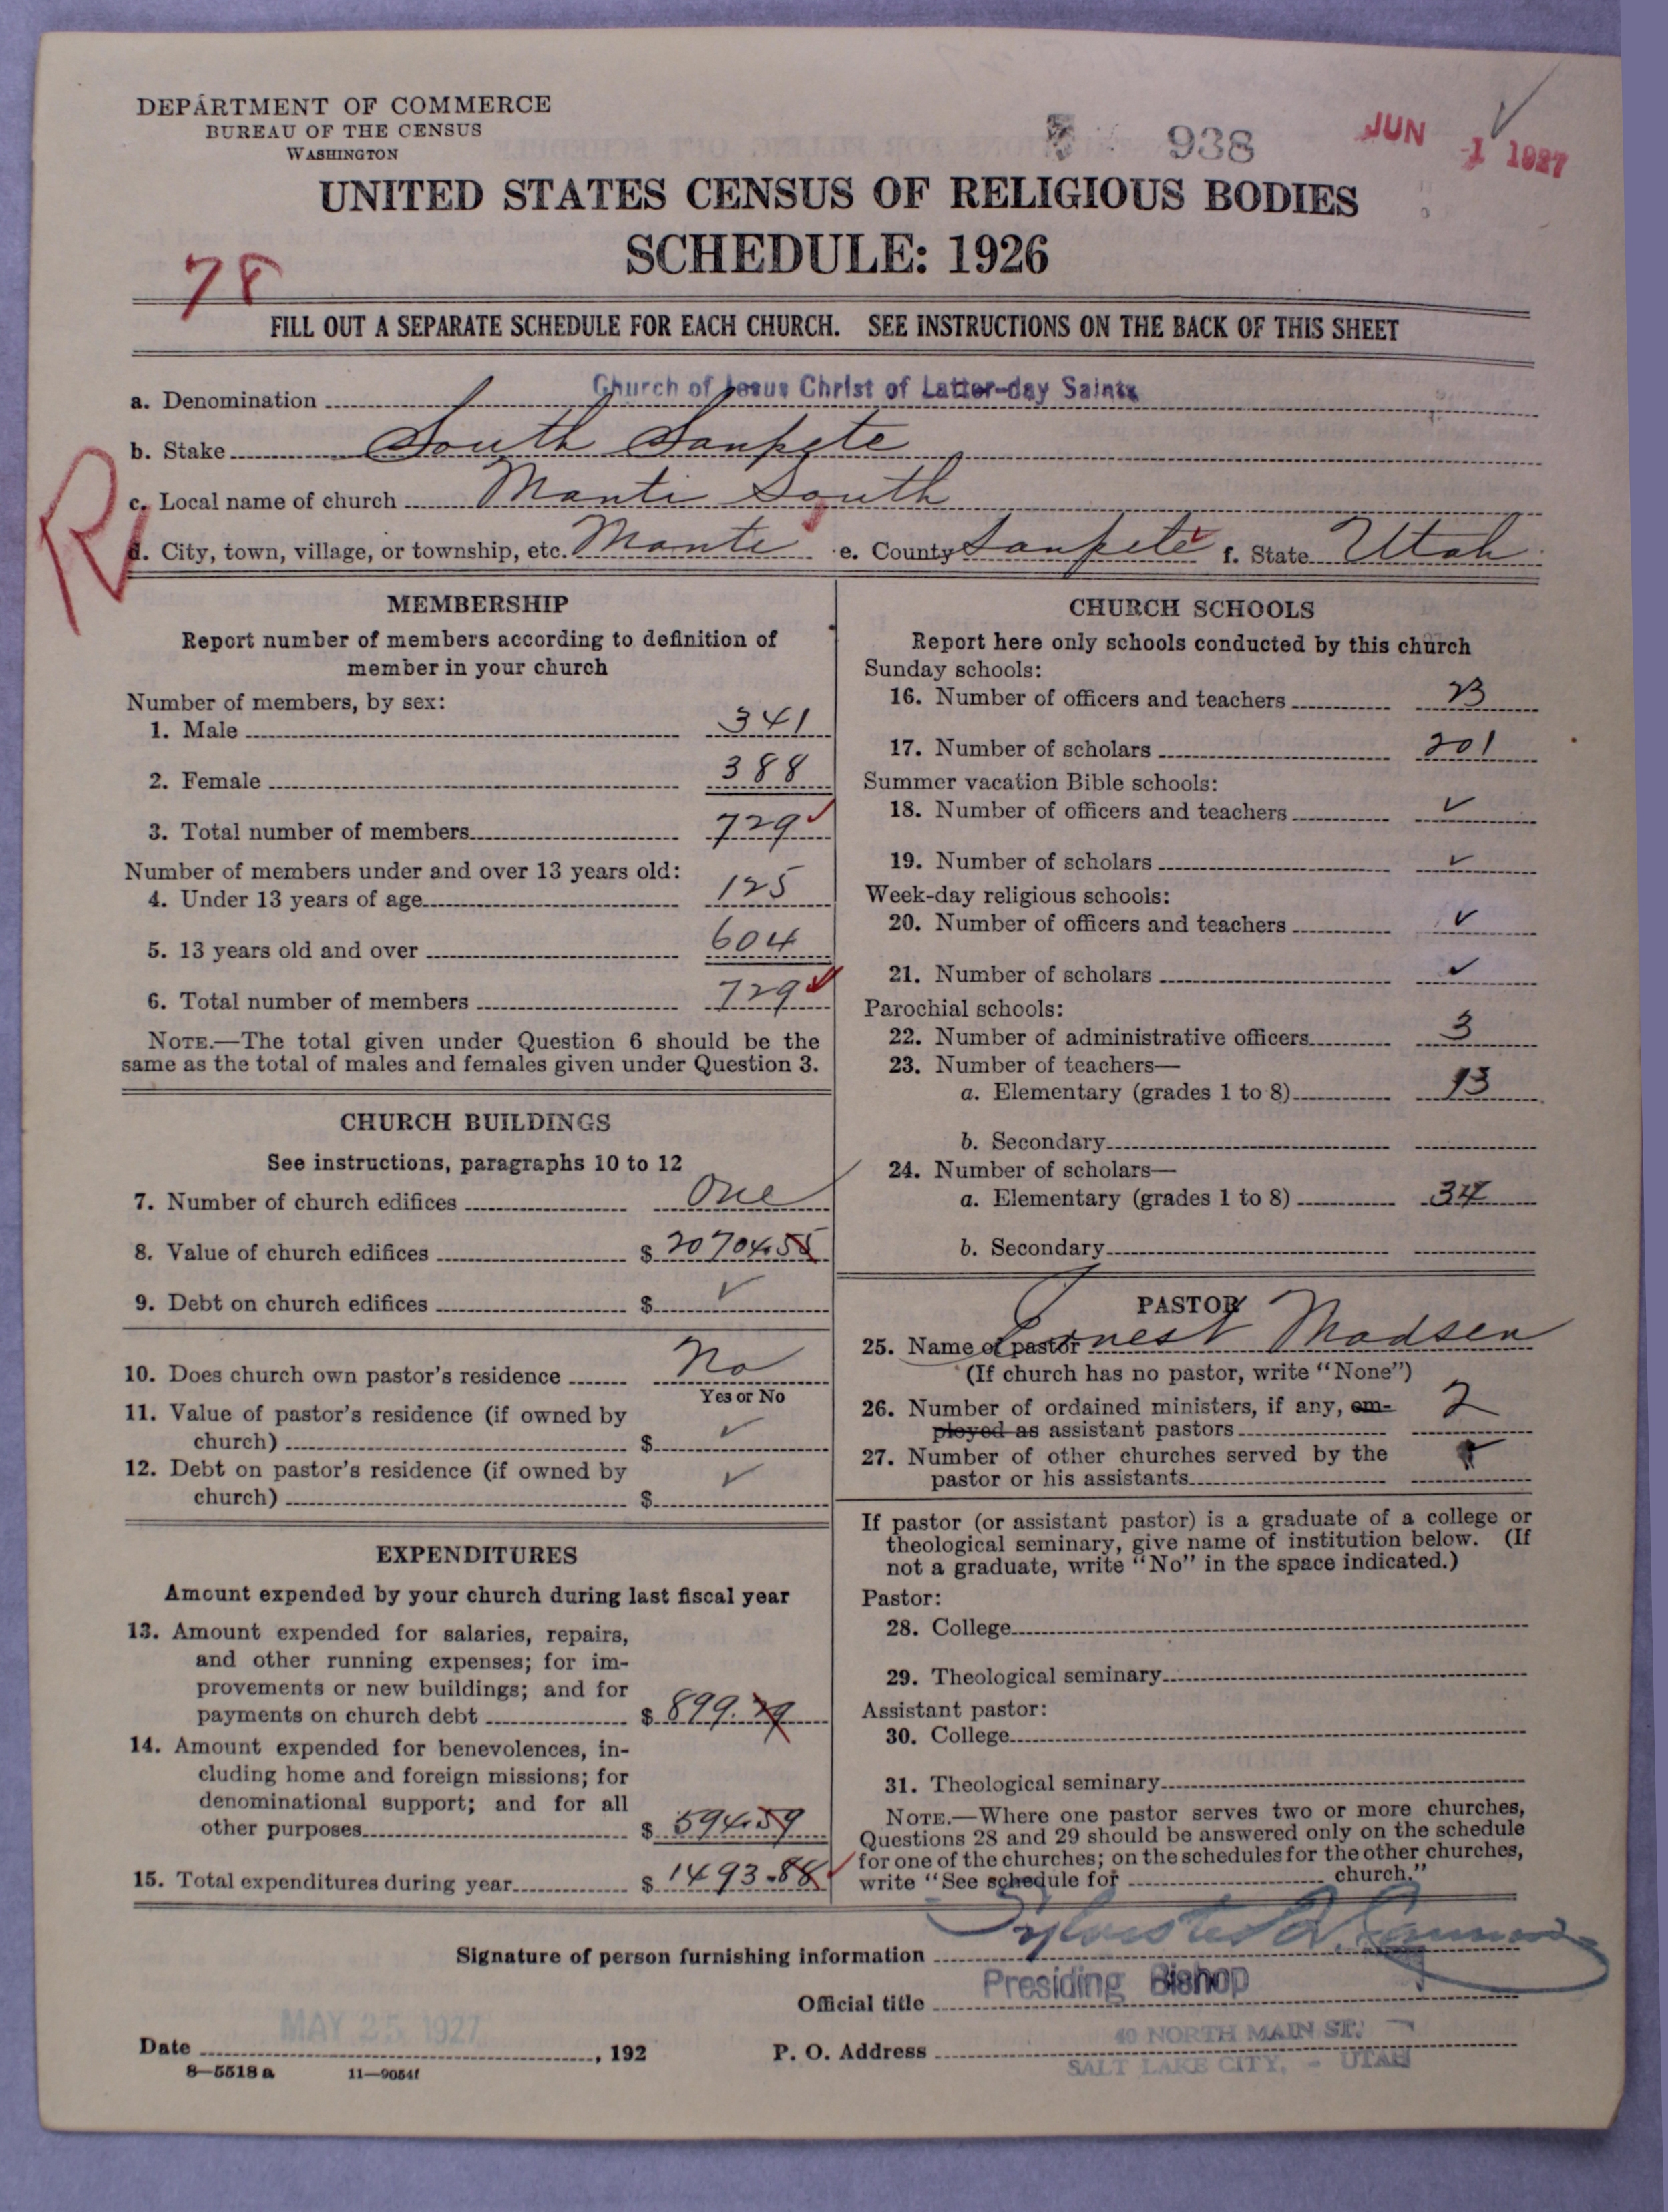 DEPARTMENT OF COMMERCE
BUREAU OF THE CENSUS
WASHINGTON
938
JUN 1 1927
UNITED STATES CENSUS OF RELIGIOUS BODIES
SCHEDULE: 1926
78
FILL OUT A SEPARATE SCHEDULE FOR EACH CHURCH. SEE INSTRUCTIONS ON THE BACK OF THIS SHEET
a. Denomination Church of Jesus Christ of Latter-day Saints
b. Stake South Sanpete
R
c. Local name of church Manti South
d. City, town, village, or township, etc. Manti e. County Sanpete f. State Utah
MEMBERSHIP
Report number of members according to definition of
member in your church
Number of members, by sex:
1. Male 341
2. Female 388
3. Total number of members 729
Number of members under and over 13 years old:
4. Under 13 years of age 125
5. 13 years old and over 604
6. Total number of members 729
NOTE.—The total given under Question 6 should be the
same as the total of males and females given under Question 3.
CHURCH BUILDINGS
See instructions, paragraphs 10 to 12
7. Number of church edifices One
8. Value of church edifices $ 20704.55
9. Debt on church edifices $ ✓
10. Does church own pastor's residence No
Yes or No
11. Value of pastor's residence (if owned by
church) $ ✓
12. Debt on pastor's residence (if owned by
church) $ ✓
EXPENDITURES
Amount expended by your church during last fiscal year
13. Amount expended for salaries, repairs,
and other running expenses; for im-
provements or new buildings; and for
payments on church debt $ 899.29
14. Amount expended for benevolences, in-
cluding home and foreign missions; for
denominational support; and for all
other purposes $ 594.59
15. Total expenditures during year $ 1493.88
CHURCH SCHOOLS
Report here only schools conducted by this church
Sunday schools:
16. Number of officers and teachers 23
17. Number of scholars 201
Summer vacation Bible schools:
18. Number of officers and teachers ✓
19. Number of scholars ✓
Week-day religious schools:
20. Number of officers and teachers ✓
21. Number of scholars ✓
Parochial schools:
22. Number of administrative officers 3
23. Number of teachers—
a. Elementary (grades 1 to 8) 13
b. Secondary
24. Number of scholars—
a. Elementary (grades 1 to 8)
b. Secondary
PASTOR
25. Name of pastor Ernest Madsen
(If church has no pastor, write "None")
26. Number of ordained ministers, if any, em-
ployed as assistant pastors 2
27. Number of other churches served by the
pastor or his assistants
If pastor (or assistant pastor) is a graduate of a college or
theological seminary, give name of institution below. (If
not a graduate, write "No" in the space indicated.)
Pastor:
28. College
29. Theological seminary
Assistant pastor:
30. College
31. Theological seminary
NOTE.—Where one pastor serves two or more churches,
Questions 28 and 29 should be answered only on the schedule
for one of the churches; on the schedules for the other churches,
write "See schedule for church."
Signature of person furnishing information Sylvester Q. Cannon
Official title Presiding Bishop
Date MAY 25 1927, 192
P. O. Address 40 NORTH MAIN ST.
SALT LAKE CITY, - UTAH
8—5518 a 11—9054f